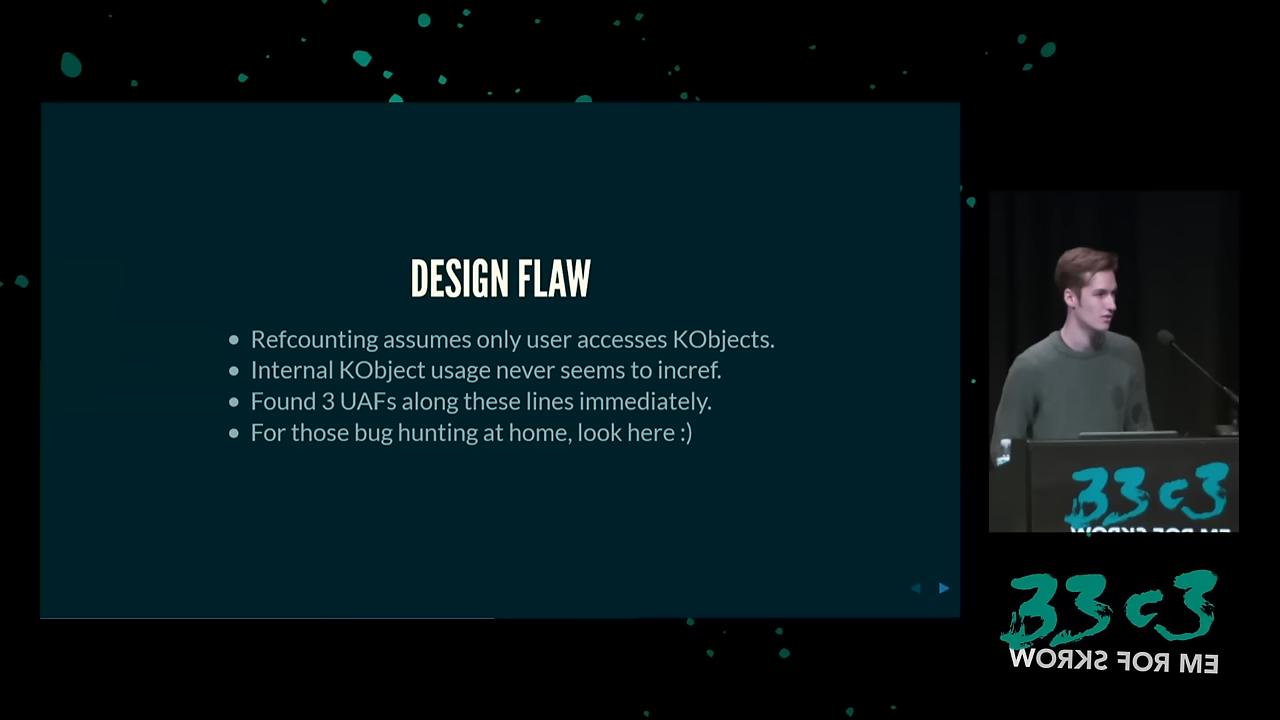 DESIGN FLAW
Refcounting assumes only user accesses KObjects.
Internal KObject usage never seems to incref.
Found 3 UAFs along these lines immediately.
For those bug hunting at home, look here :)
33c3
33c3
WORKS FOR ME